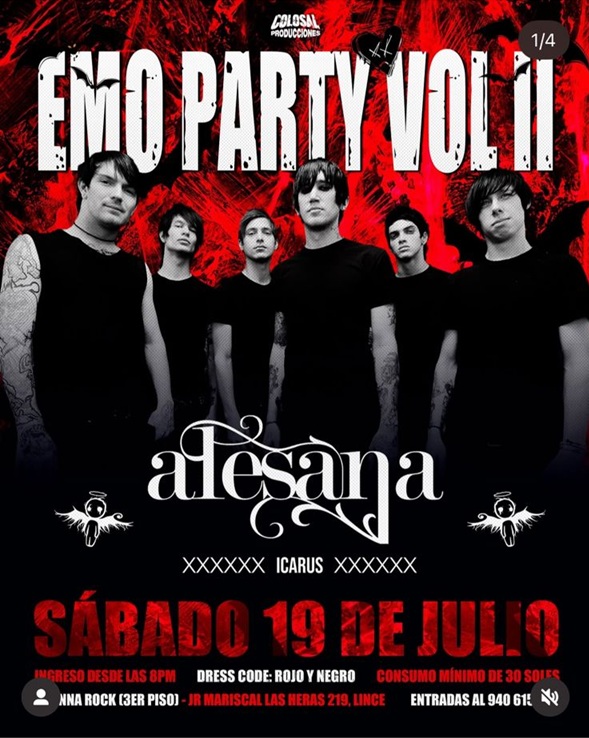 COLOSAL
PRODUCCIONES
1/4
EMO PARTY VOL II
alesana
XXXXXX ICARUS XXXXXX
SÁBADO 19 DE JULIO
INGRESO DESDE LAS 8PM DRESS CODE: ROJO Y NEGRO CONSUMO MÍNIMO DE 30 SOLES
ROCK (3ER PISO) - JR MARISCAL LAS HERAS 219, LINCE ENTRADAS AL 940 615